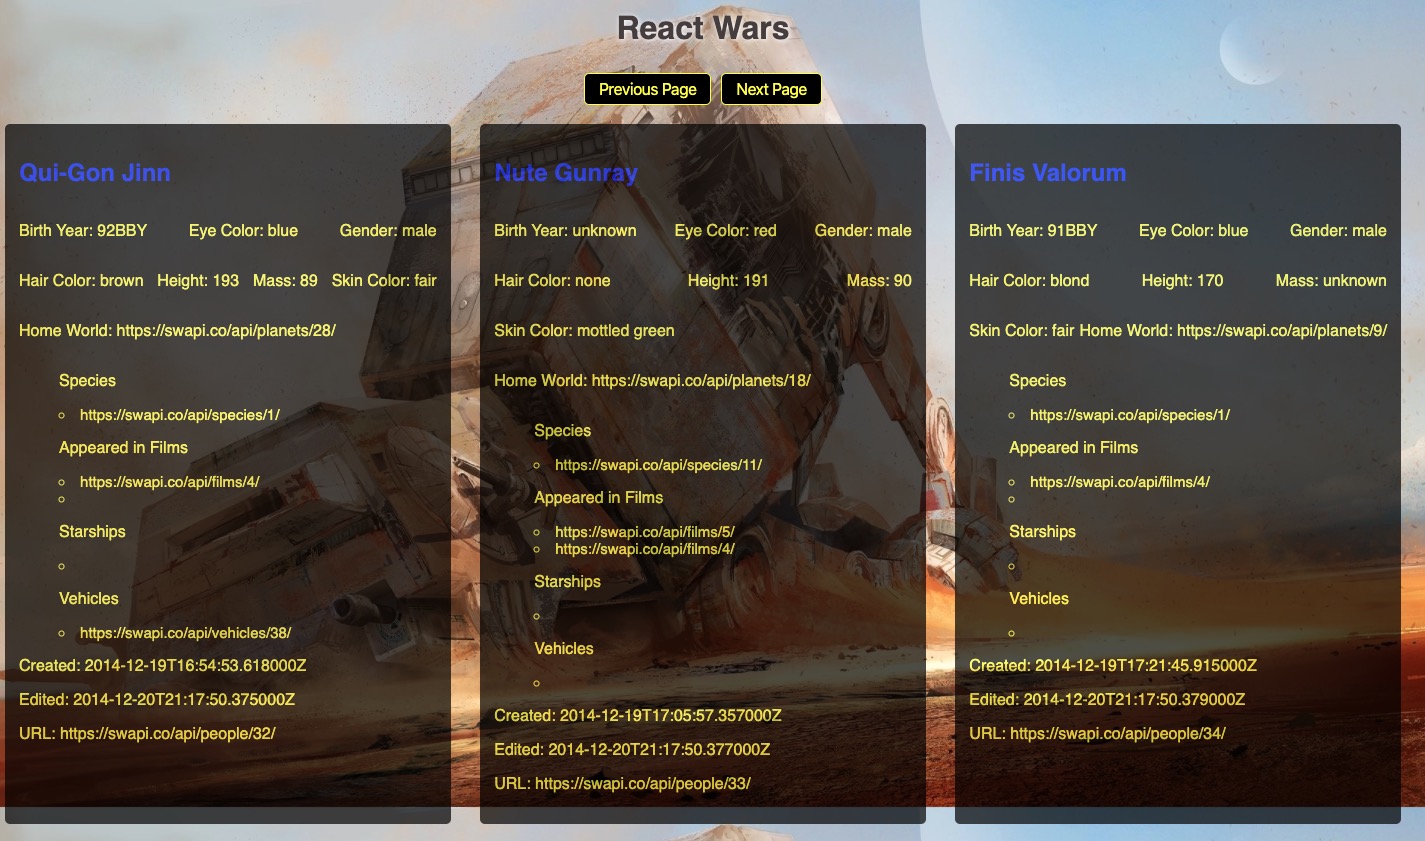 React Wars
Previous Page Next Page
Qui-Gon Jinn
Birth Year: 92BBY Eye Color: blue Gender: male
Hair Color: brown Height: 193 Mass: 89 Skin Color: fair
Home World: https://swapi.co/api/planets/28/
Species
https://swapi.co/api/species/1/
Appeared in Films
https://swapi.co/api/films/4/
Starships
Vehicles
https://swapi.co/api/vehicles/38/
Created: 2014-12-19T16:54:53.618000Z
Edited: 2014-12-20T21:17:50.375000Z
URL: https://swapi.co/api/people/32/
Nute Gunray
Birth Year: unknown Eye Color: red Gender: male
Hair Color: none Height: 191 Mass: 90
Skin Color: mottled green
Home World: https://swapi.co/api/planets/18/
Species
https://swapi.co/api/species/11/
Appeared in Films
https://swapi.co/api/films/5/
https://swapi.co/api/films/4/
Starships
Vehicles
Created: 2014-12-19T17:05:57.357000Z
Edited: 2014-12-20T21:17:50.377000Z
URL: https://swapi.co/api/people/33/
Finis Valorum
Birth Year: 91BBY Eye Color: blue Gender: male
Hair Color: blond Height: 170 Mass: unknown
Skin Color: fair Home World: https://swapi.co/api/planets/9/
Species
https://swapi.co/api/species/1/
Appeared in Films
https://swapi.co/api/films/4/
Starships
Vehicles
Created: 2014-12-19T17:21:45.915000Z
Edited: 2014-12-20T21:17:50.379000Z
URL: https://swapi.co/api/people/34/